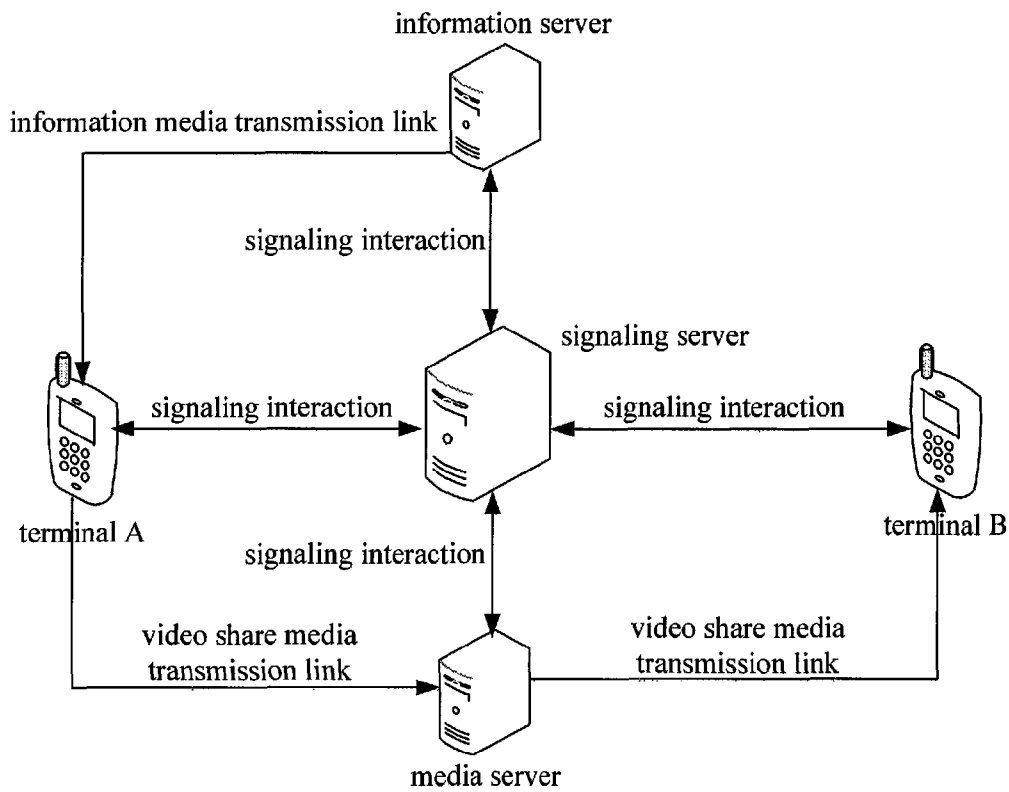 information server
information media transmission link
signaling interaction
signaling server
signaling interaction
signaling interaction
terminal A
terminal B
signaling interaction
video share media
transmission link
video share media
transmission link
media server